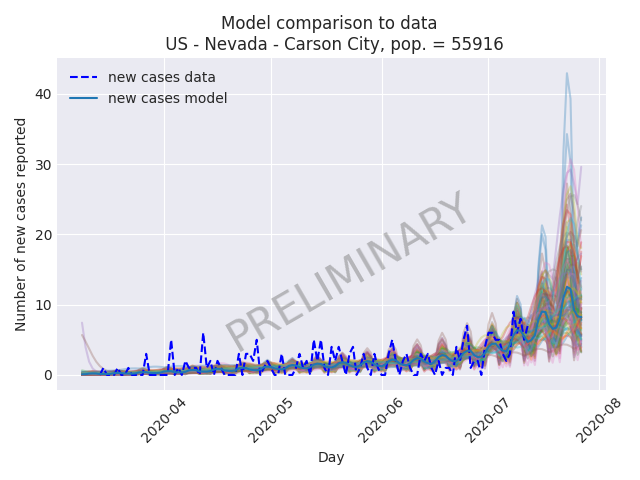 Model comparison to data
US - Nevada - Carson City, pop. = 55916
new cases data
new cases model
PRELIMINARY
Number of new cases reported
40
30
20
10
0
2020-04
2020-05
2020-06
2020-07
2020-08
Day